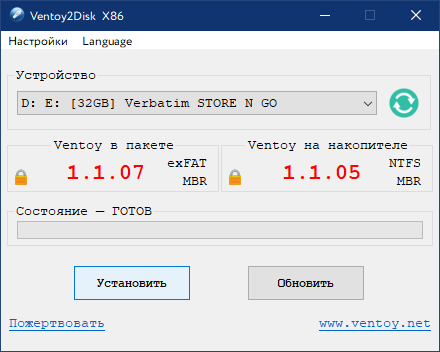 Ventoy2Disk X86
Настройки Language
Устройство
D: E: [32GB] Verbatim STORE N GO
Ventoy в пакете
1.1.07
exFAT
MBR
Ventoy на накопителе
1.1.05
NTFS
MBR
Состояние — ГОТОВ
Установить
Обновить
Пожертвовать
www.ventoy.net